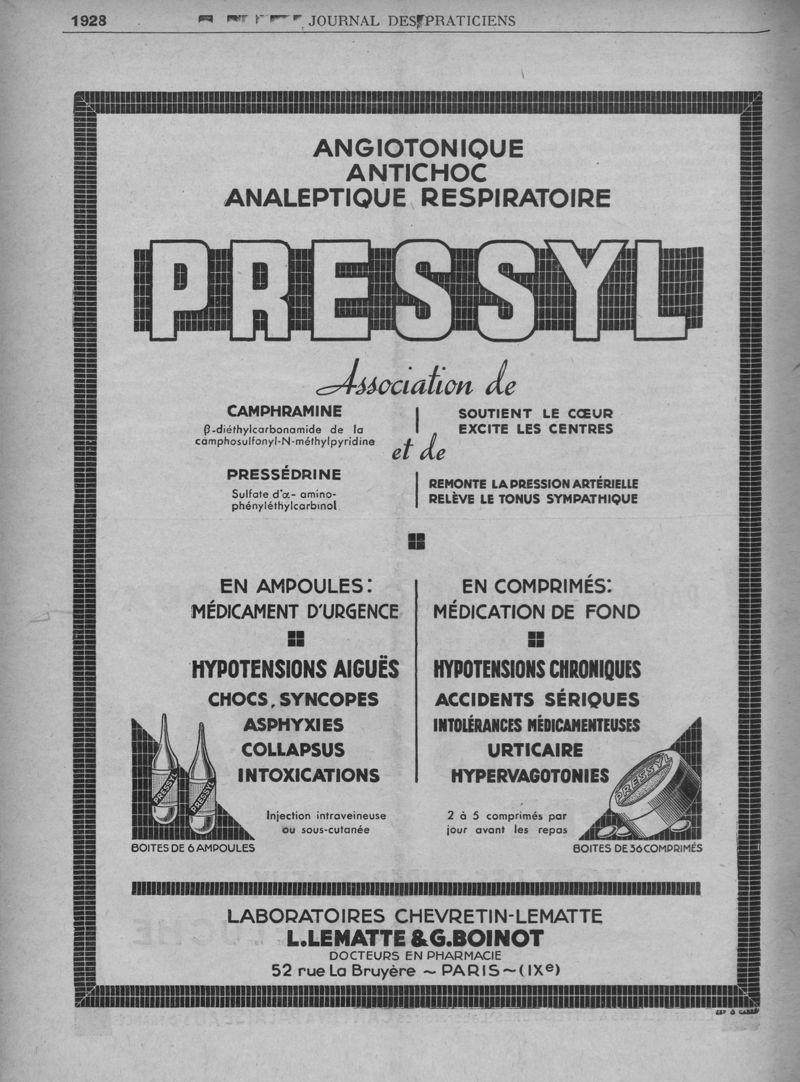 1928
JOURNAL DES PRATICIENS
ANGIOTONIQUE
ANTICHOC
ANALEPTIQUE RESPIRATOIRE
PRESSYL
Association de
CAMPHRAMINE
β-diéthylcarbonamide de la
camphosulfonyl-N-méthylpyridine
SOUTIENT LE CŒUR
EXCITE LES CENTRES
et de
PRESSÉDRINE
Sulfate d'α- amino-
phényléthylcarbinol
REMONTE LA PRESSION ARTÉRIELLE
RELÈVE LE TONUS SYMPATHIQUE
EN AMPOULES:
MÉDICAMENT D'URGENCE
HYPOTENSIONS AIGUËS
CHOCS, SYNCOPES
ASPHYXIES
COLLAPSUS
INTOXICATIONS
Injection intraveineuse
ou sous-cutanée
PRESSYL
PRESSYL
BOITES DE 6 AMPOULES
EN COMPRIMÉS:
MÉDICATION DE FOND
HYPOTENSIONS CHRONIQUES
ACCIDENTS SÉRIQUES
INTOLÉRANCES MÉDICAMENTEUSES
URTICAIRE
HYPERVAGOTONIES
2 à 5 comprimés par
jour avant les repas
PRESSYL
BOITES DE 36 COMPRIMÉS
LABORATOIRES CHEVRETIN-LEMATTE
L.LEMATTE & G.BOINOT
DOCTEURS EN PHARMACIE
52 rue La Bruyère ~ PARIS ~ (IXe)